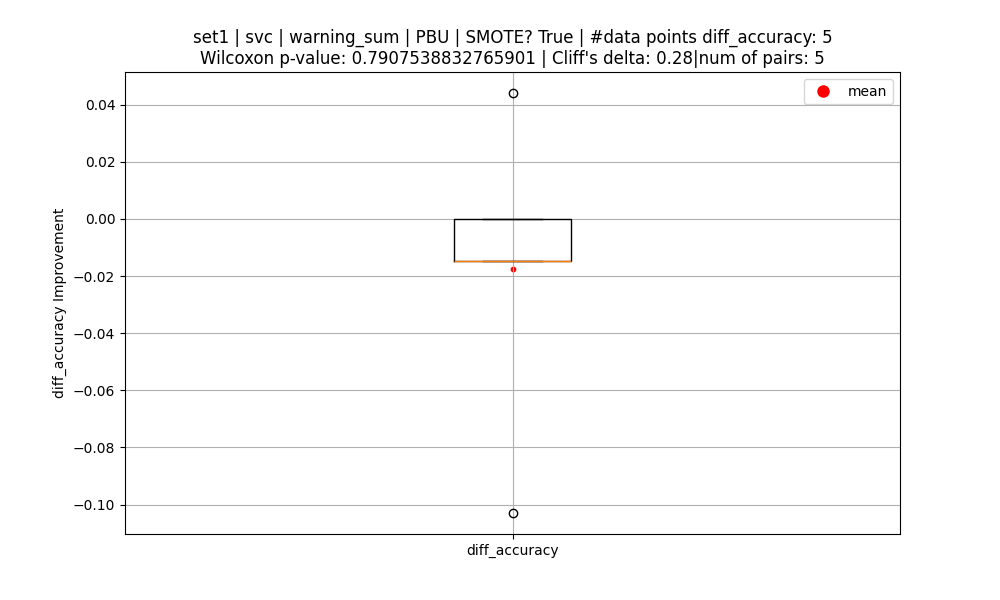 set1 | svc | warning_sum | PBU | SMOTE? True | #data points diff_accuracy: 5
Wilcoxon p-value: 0.7907538832765901 | Cliff's delta: 0.28|num of pairs: 5
mean
0.04
0.02
0.00
−0.02
−0.04
−0.06
−0.08
−0.10
diff_accuracy Improvement
diff_accuracy